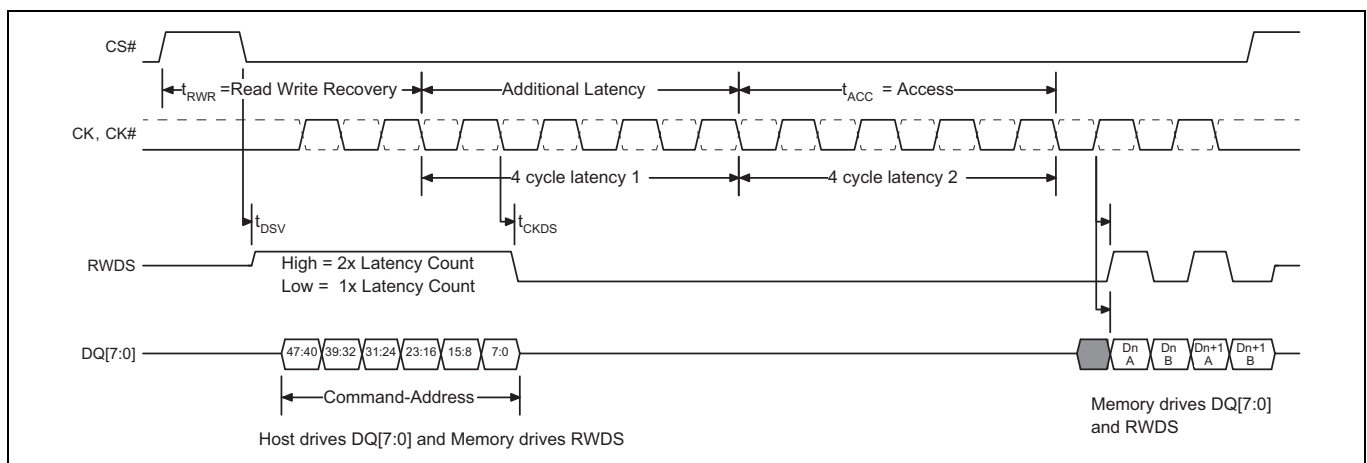 CS#
tRWR =Read Write Recovery
Additional Latency
tACC = Access
CK, CK#
4 cycle latency 1
4 cycle latency 2
tDSV
tCKDS
RWDS
High = 2x Latency Count
Low = 1x Latency Count
DQ[7:0]
47:40 39:32 31:24 23:16 15:8 7:0
Dn A
Dn B
Dn+1 A
Dn+1 B
Command-Address
Host drives DQ[7:0] and Memory drives RWDS
Memory drives DQ[7:0]
and RWDS